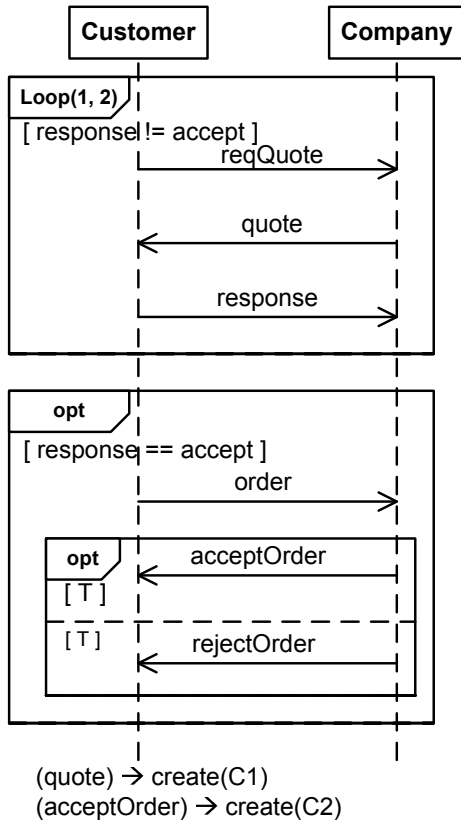 Customer
Company
Loop(1, 2)
[ response != accept ]
reqQuote
quote
response
opt
[ response == accept ]
order
opt
acceptOrder
[ T ]
[ T ]
rejectOrder
(quote) → create(C1)
(acceptOrder) → create(C2)